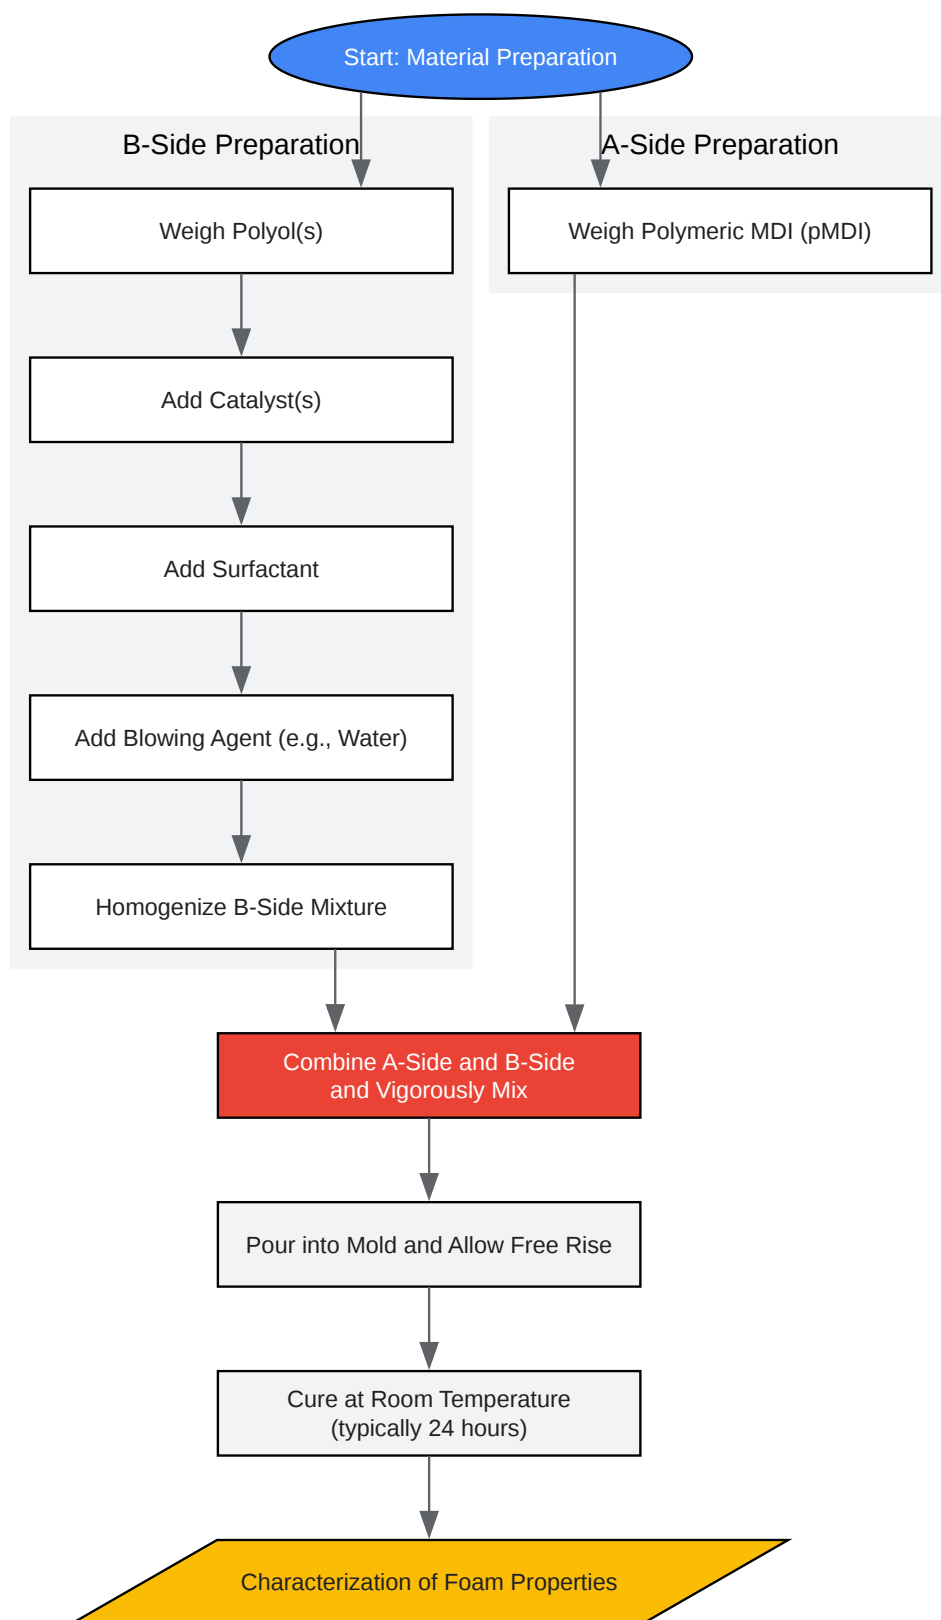 Start: Material Preparation
B-Side Preparation
A-Side Preparation
Weigh Polyol(s)
Weigh Polymeric MDI (pMDI)
Add Catalyst(s)
Add Surfactant
Add Blowing Agent (e.g., Water)
Homogenize B-Side Mixture
Combine A-Side and B-Side
and Vigorously Mix
Pour into Mold and Allow Free Rise
Cure at Room Temperature
(typically 24 hours)
Characterization of Foam Properties